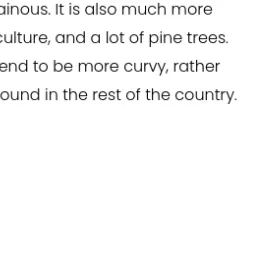 ainous. It is also much more
culture, and a lot of pine trees.
end to be more curvy, rather
ound in the rest of the country.